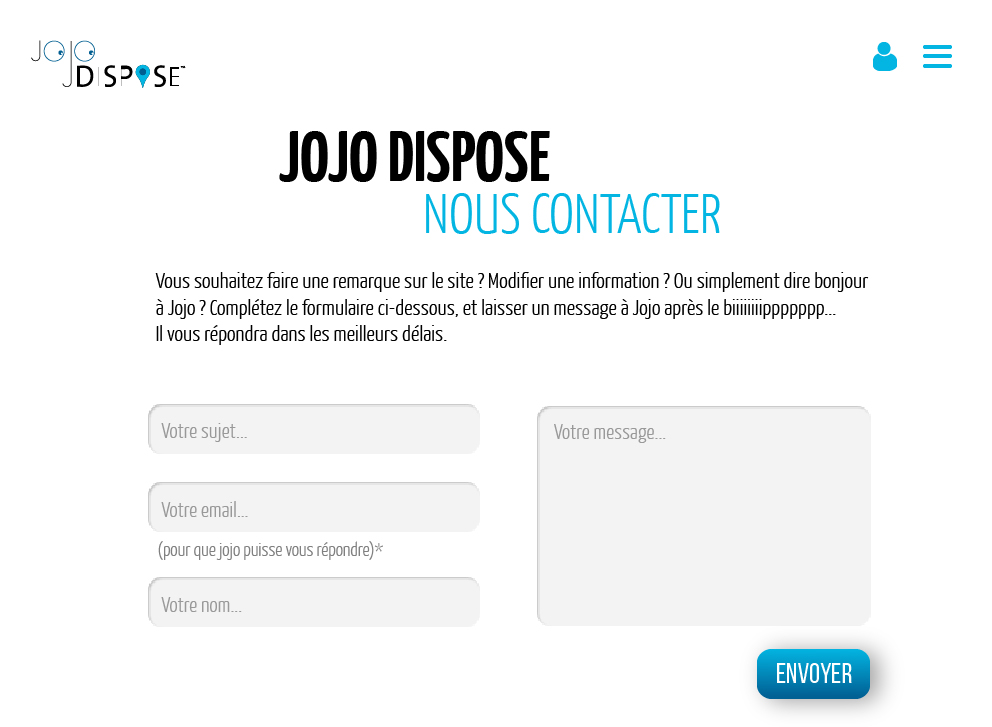 JOJO
DISPOSE™
JOJO DISPOSE
NOUS CONTACTER
Vous souhaitez faire une remarque sur le site ? Modifier une information ? Ou simplement dire bonjour
à Jojo ? Complétez le formulaire ci-dessous, et laisser un message à Jojo après le biiiiiiiippppppp...
Il vous répondra dans les meilleurs délais.
Votre sujet...
Votre email...
(pour que jojo puisse vous répondre)*
Votre nom...
Votre message...
ENVOYER